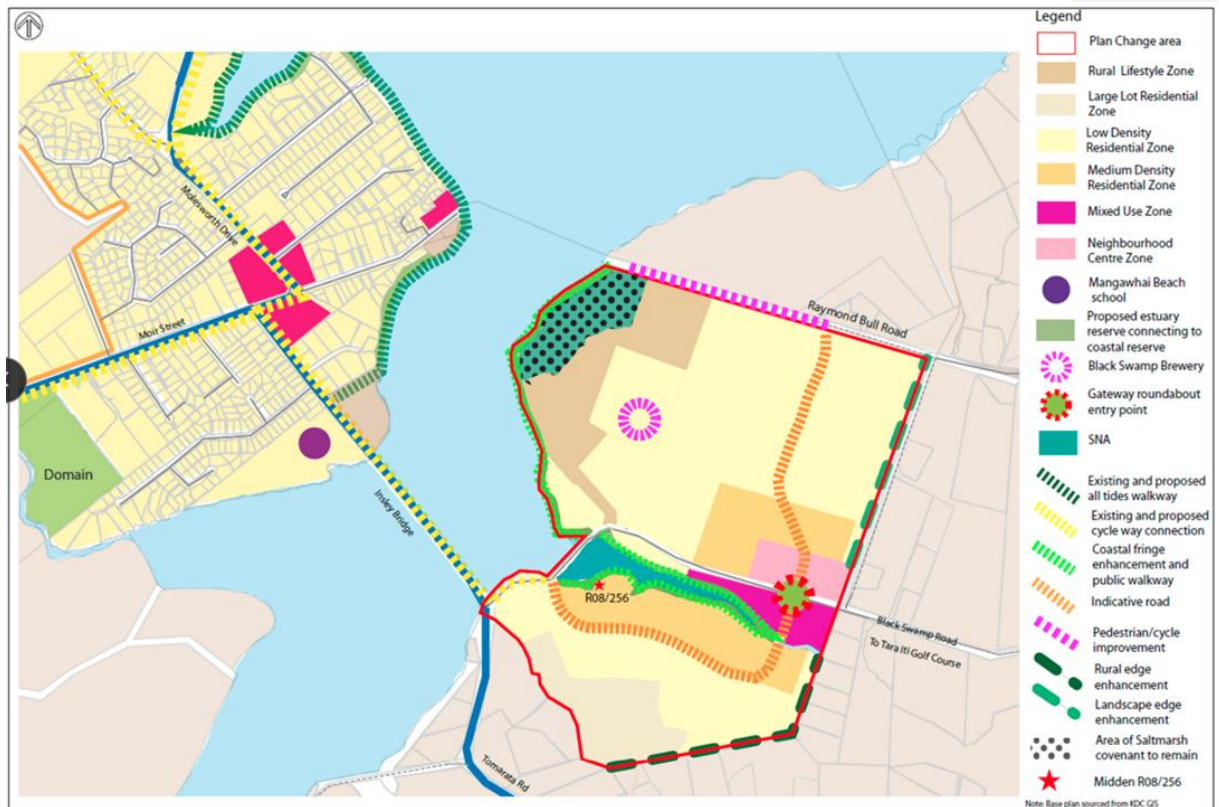 Legend
Plan Change area
Rural Lifestyle Zone
Large Lot Residential
Zone
Low Density
Residential Zone
Medium Density
Residential Zone
Mixed Use Zone
Neighbourhood
Centre Zone
Mangawhai Beach
school
Proposed estuary
reserve connecting to
coastal reserve
Black Swamp Brewery
Gateway roundabout
entry point
SNA
Existing and proposed
all tides walkway
Existing and proposed
cycle way connection
Coastal fringe
enhancement and
public walkway
Indicative road
Pedestrian/cycle
improvement
Rural edge
enhancement
Landscape edge
enhancement
Area of Saltmarsh
covenant to remain
Midden R08/256
Note: Base plan sourced from KDC GIS
Molesworth Drive
Moir Street
Domain
Insley Bridge
Raymond Bull Road
R08/256
Black Swamp Road
To Tara Iti Golf Course
Tomarata Rd